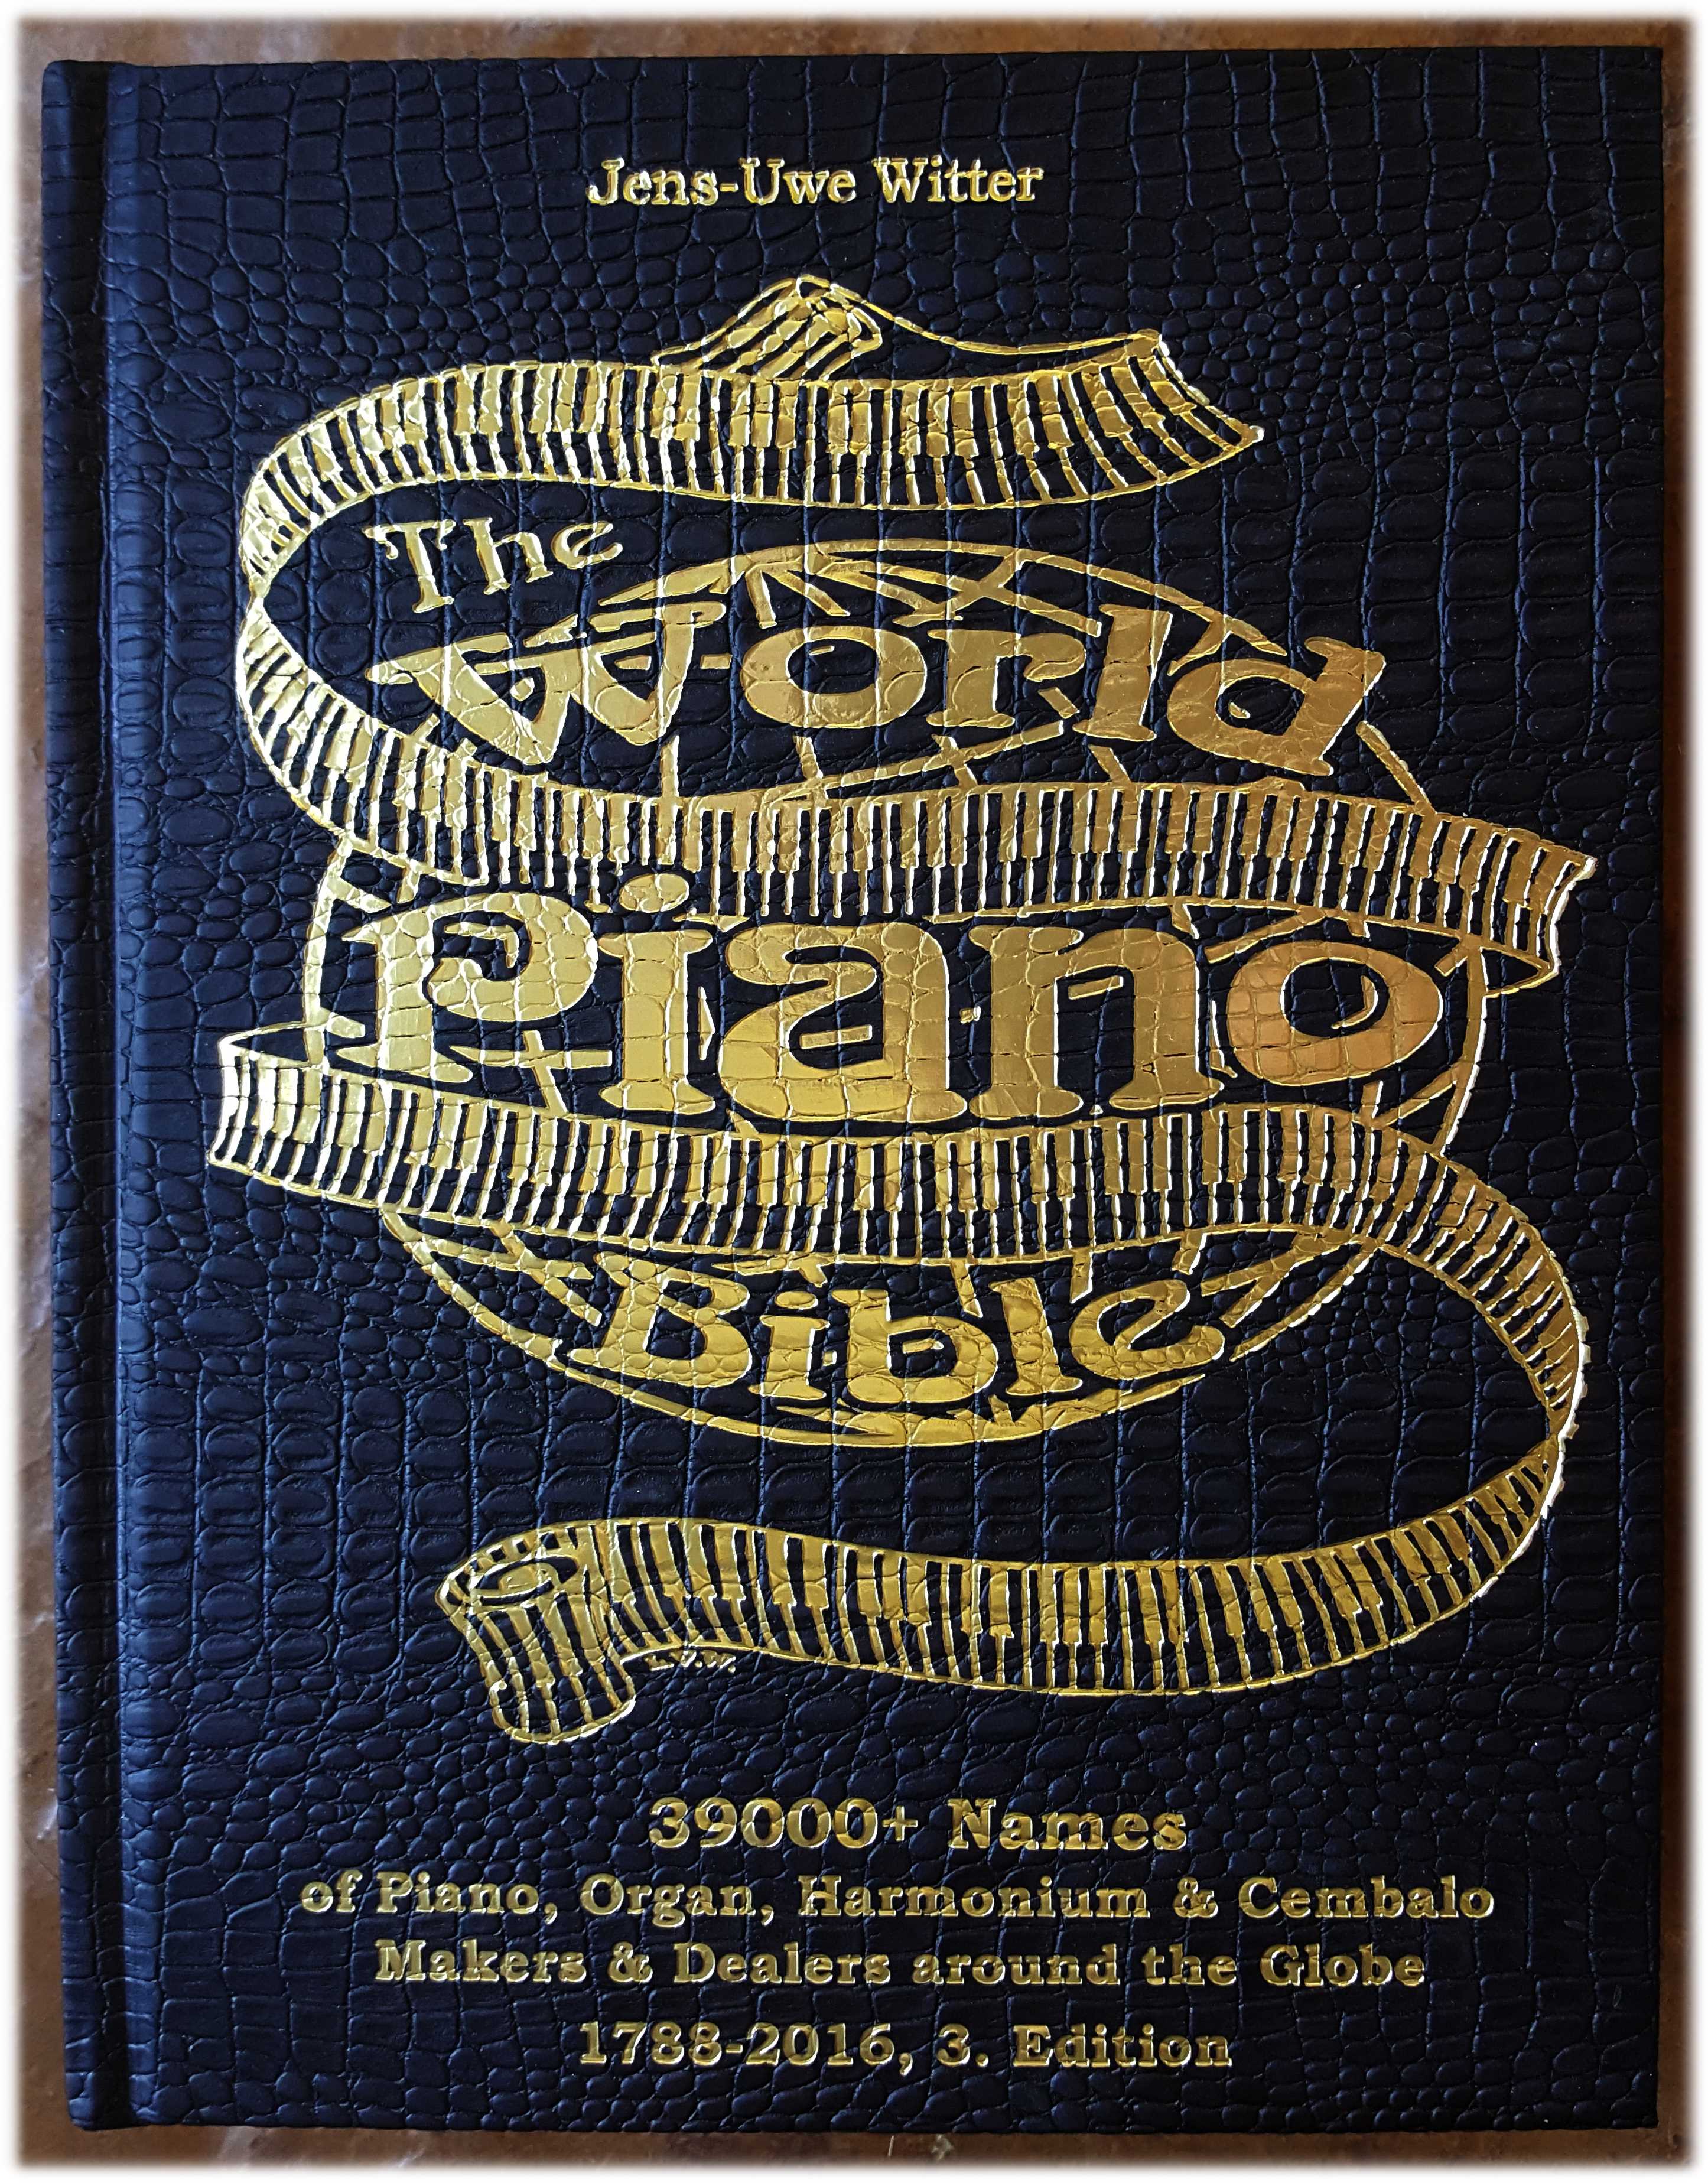 Jens-Uwe Witter
The
World
Piano
Bible
39000+ Names
of Piano, Organ, Harmonium & Cembalo
Makers & Dealers around the Globe
1788-2016, 3. Edition